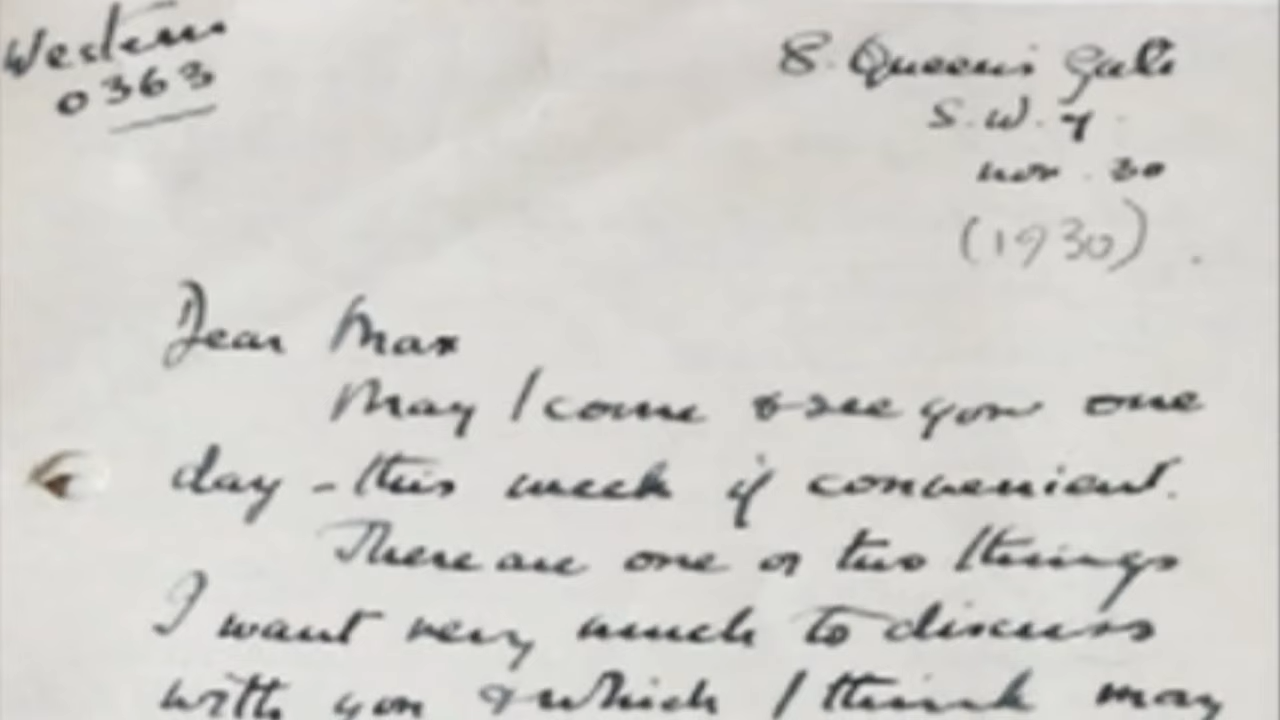 Western
0363
8. Queen's Gate
S.W.7.
Nov. 30
(1930).
Dear Max
May I come & see you one
day - this week if convenient.
There are one or two things
I want very much to discuss
with you & which I think may